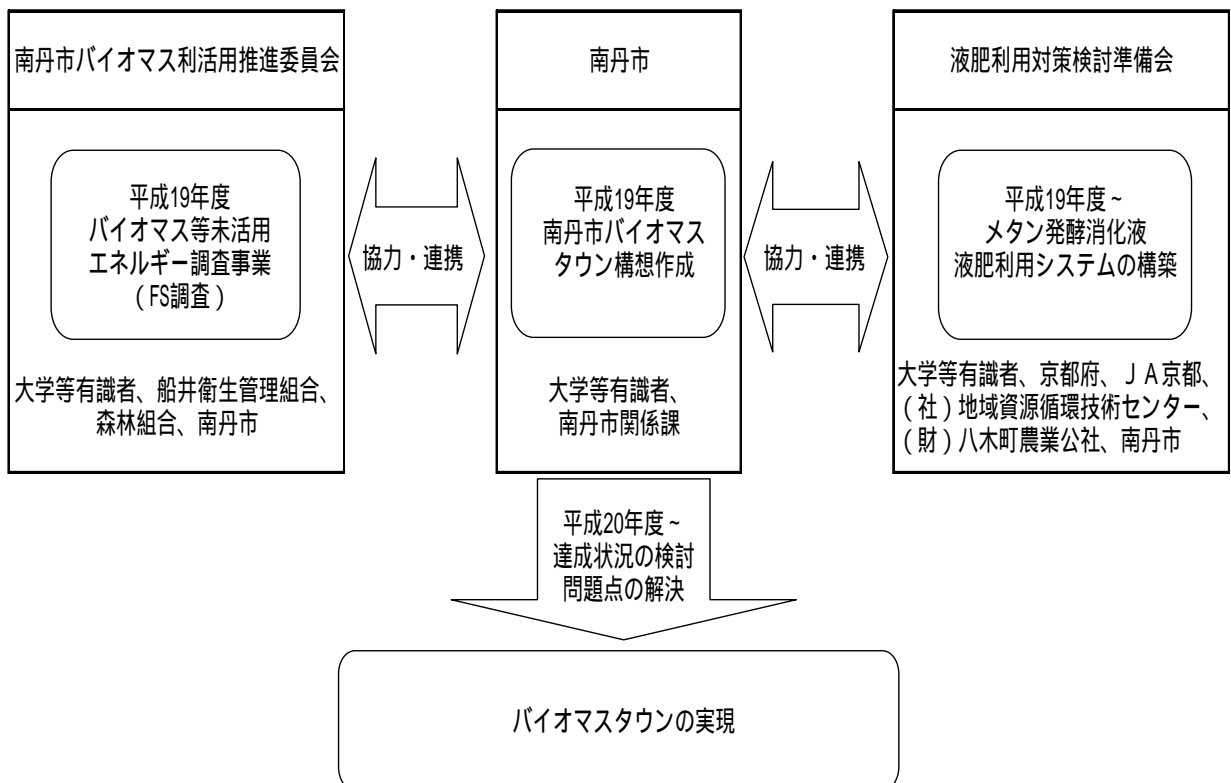 南丹市バイオマス利活用推進委員会
平成19年度
バイオマス等未活用
エネルギー調査事業
(FS調査)
大学等有識者、船井衛生管理組合、
森林組合、南丹市
協力・連携
南丹市
平成19年度
南丹市バイオマス
タウン構想作成
大学等有識者、
南丹市関係課
協力・連携
液肥利用対策検討準備会
平成19年度~
メタン発酵消化液
液肥利用システムの構築
大学等有識者、京都府、ＪＡ京都、
(社)地域資源循環技術センター、
(財)八木町農業公社、南丹市
平成20年度~
達成状況の検討
問題点の解決
バイオマスタウンの実現